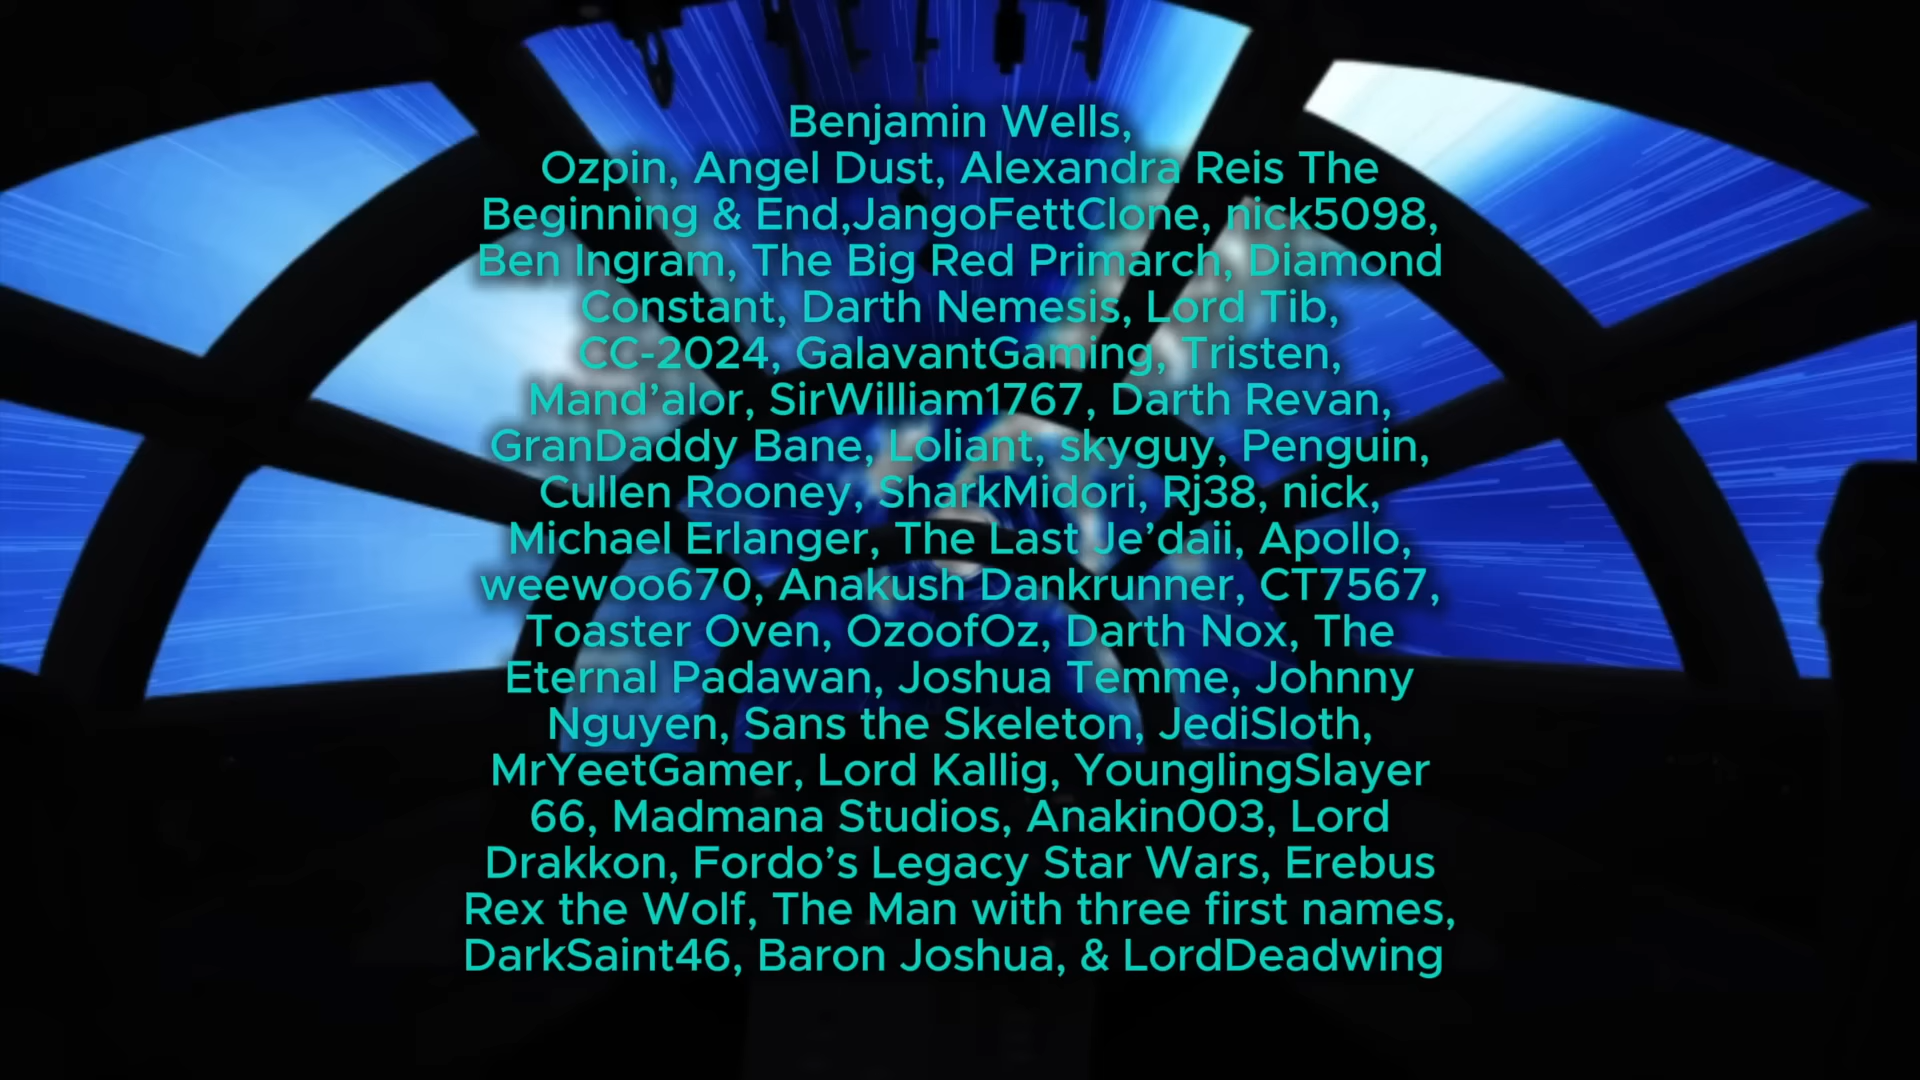 Benjamin Wells,
Ozpin, Angel Dust, Alexandra Reis The
Beginning & End,JangoFettClone, nick5098,
Ben Ingram, The Big Red Primarch, Diamond
Constant, Darth Nemesis, Lord Tib,
CC-2024, GalavantGaming, Tristen,
Mand’alor, SirWilliam1767, Darth Revan,
GranDaddy Bane, Loliant, skyguy, Penguin,
Cullen Rooney, SharkMidori, Rj38, nick,
Michael Erlanger, The Last Je’daii, Apollo,
weewoo670, Anakush Dankrunner, CT7567,
Toaster Oven, OzoofOz, Darth Nox, The
Eternal Padawan, Joshua Temme, Johnny
Nguyen, Sans the Skeleton, JediSloth,
MrYeetGamer, Lord Kallig, YounglingSlayer
66, Madmana Studios, Anakin003, Lord
Drakkon, Fordo’s Legacy Star Wars, Erebus
Rex the Wolf, The Man with three first names,
DarkSaint46, Baron Joshua, & LordDeadwing